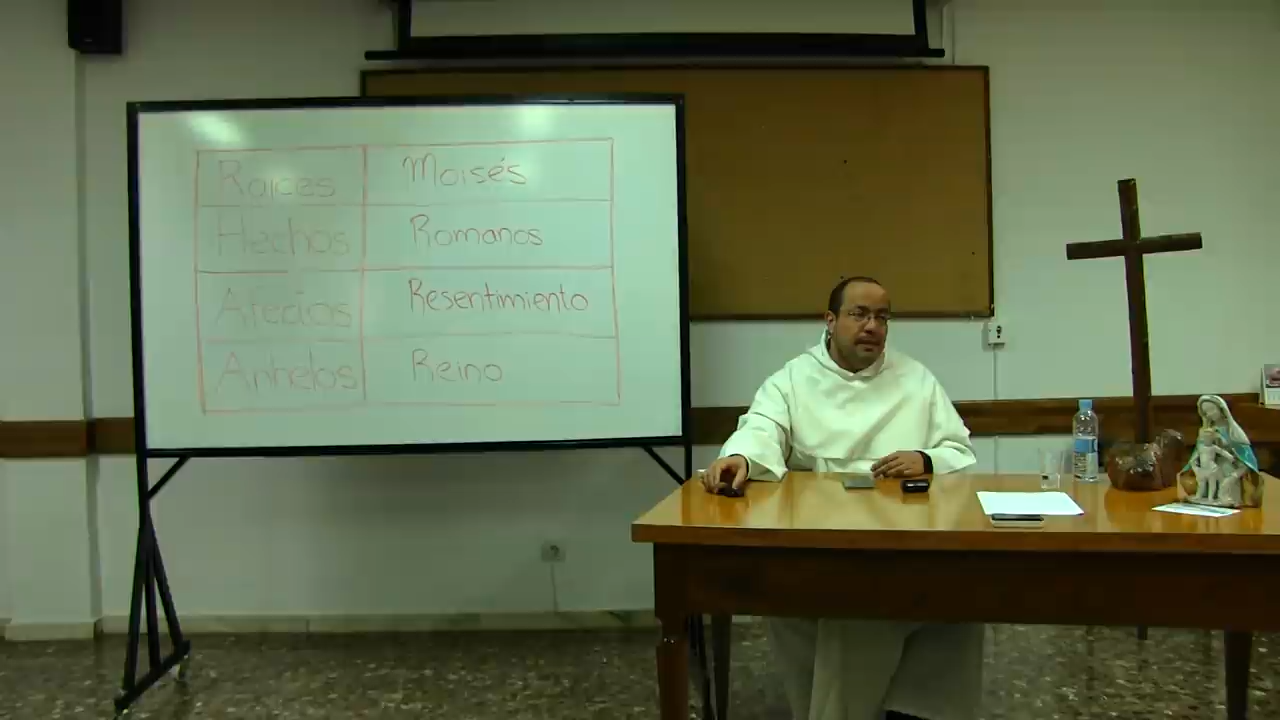 Raíces Moisés
Hechos Romanos
Afectos Resentimiento
Anhelos Reino